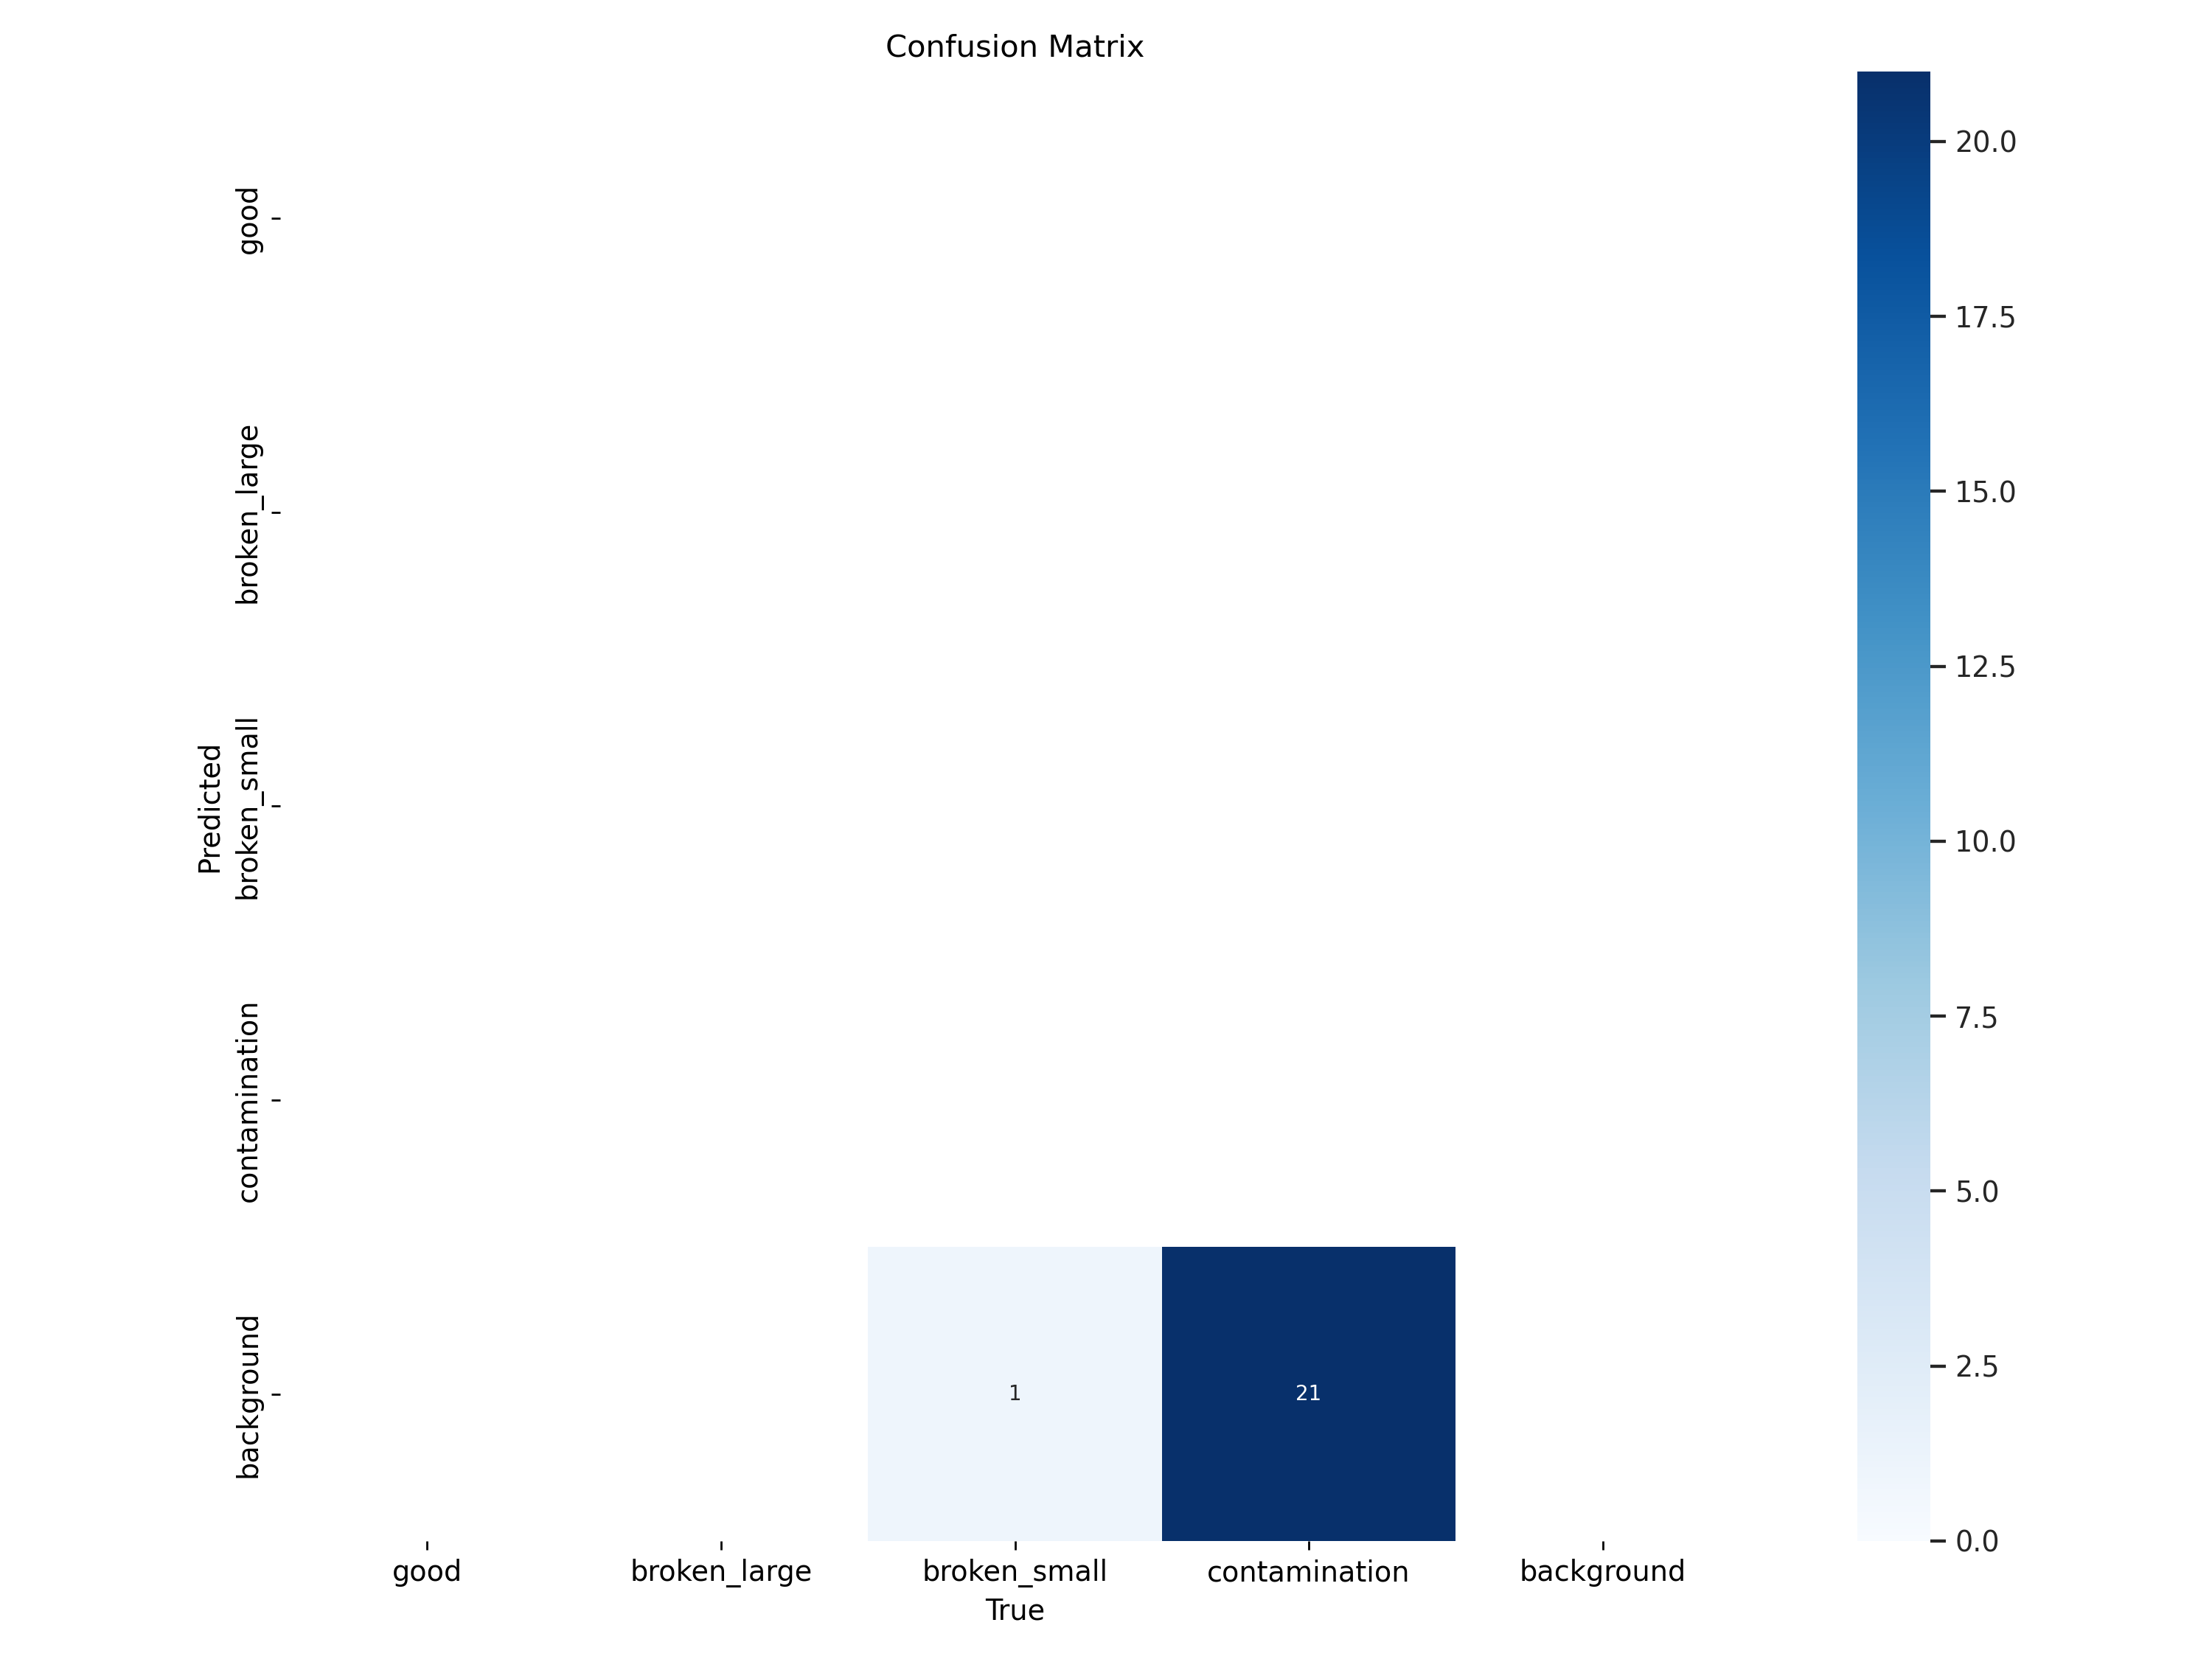 Confusion Matrix
good
broken_large
broken_small
contamination
background
Predicted
1
21
good
broken_large
broken_small
contamination
background
True
20.0
17.5
15.0
12.5
10.0
7.5
5.0
2.5
0.0